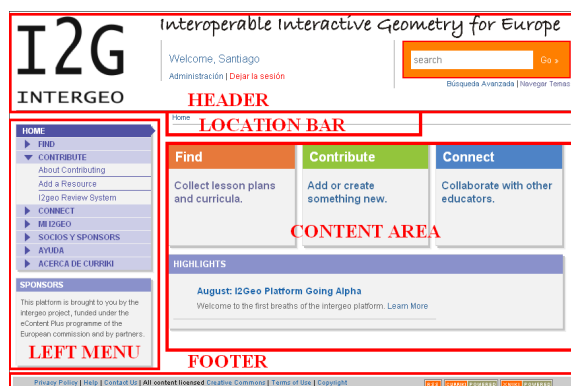 I2G
INTERGEO
Interoperable Interactive Geometry for Europe
Welcome, Santiago
Administración | Dejar la sesión
search
Go »
Búsqueda Avanzada | Navegar Temas
HEADER
Home
LOCATION BAR
HOME
FIND
CONTRIBUTE
About Contributing
Add a Resource
I2geo Review System
CONNECT
MI I2GEO
SOCIOS Y SPONSORS
AYUDA
ACERCA DE CURRIKI
SPONSORS
This platform is brought to you by the
intergeo project, funded under the
eContent Plus programme of the
European commission and by partners.
LEFT MENU
Find
Collect lesson plans
and curricula.
Contribute
Add or create
something new.
Connect
Collaborate with other
educators.
CONTENT AREA
HIGHLIGHTS
August: I2Geo Platform Going Alpha
Welcome to the first breaths of the intergeo platform. Learn More
FOOTER
Privacy Policy | Help | Contact Us | All content licensed Creative Commons | Terms of Use | Copyright